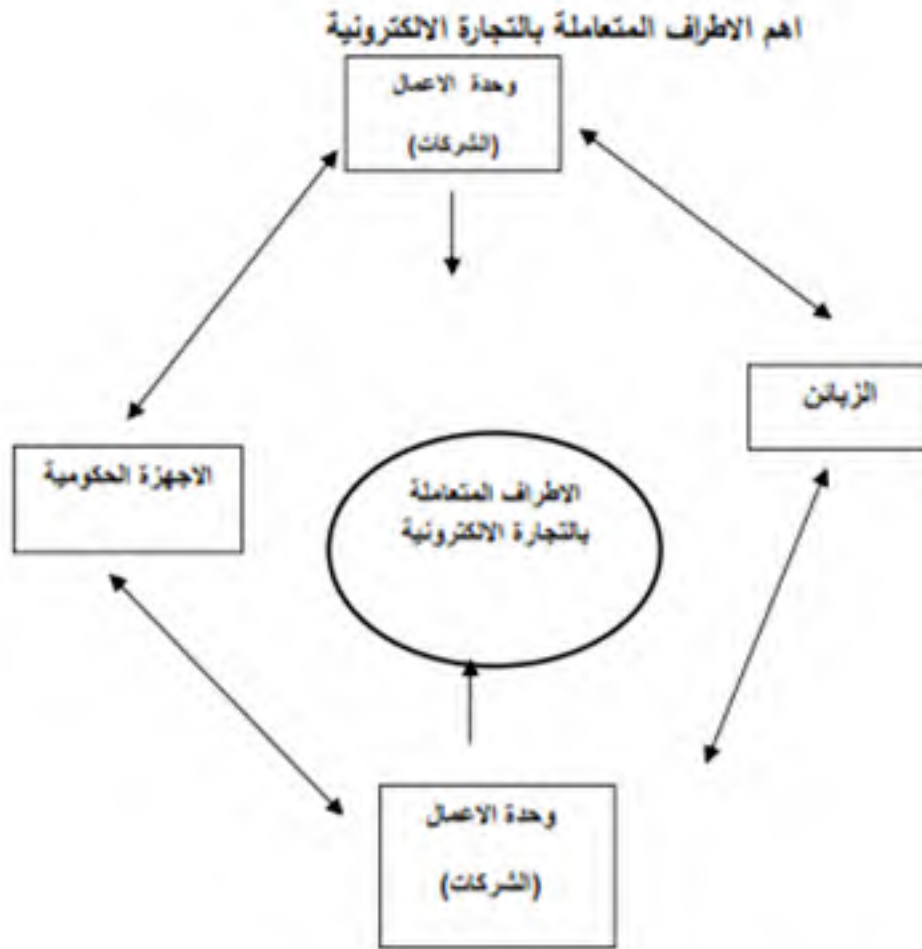 اهم الاطراف المتعاملة بالتجارة الالكترونية
وحدة الاعمال
(الشركات)
الزبائن
الاجهزة الحكومية
الاطراف المتعاملة
بالتجارة الالكترونية
وحدة الاعمال
(الشركات)